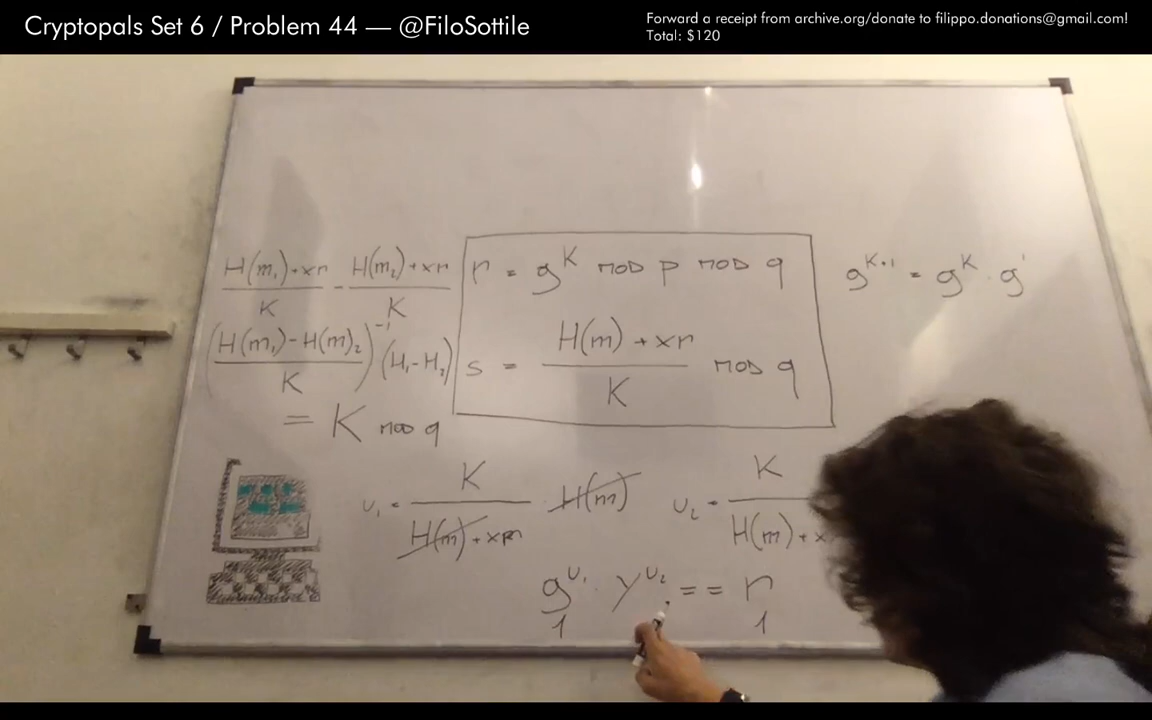 Cryptopals Set 6 / Problem 44 — @FiloSottile
Forward a receipt from archive.org/donate to filippo.donations@gmail.com!
Total: $120
H(m₁)+xr / K - H(m₂)+xr / K
(H(m₁)-H(m)₂ / K)⁻¹ (H₁-H₂)
= K MOD q
r = g^K MOD p MOD q
s = H(m)+xr / K MOD q
g^K+1 = g^K · g^1
u₁ = K / H(m)+xr · H(m)
u₂ = K / H(m)+x
g^u₁ · y^u₂ == r
1 1